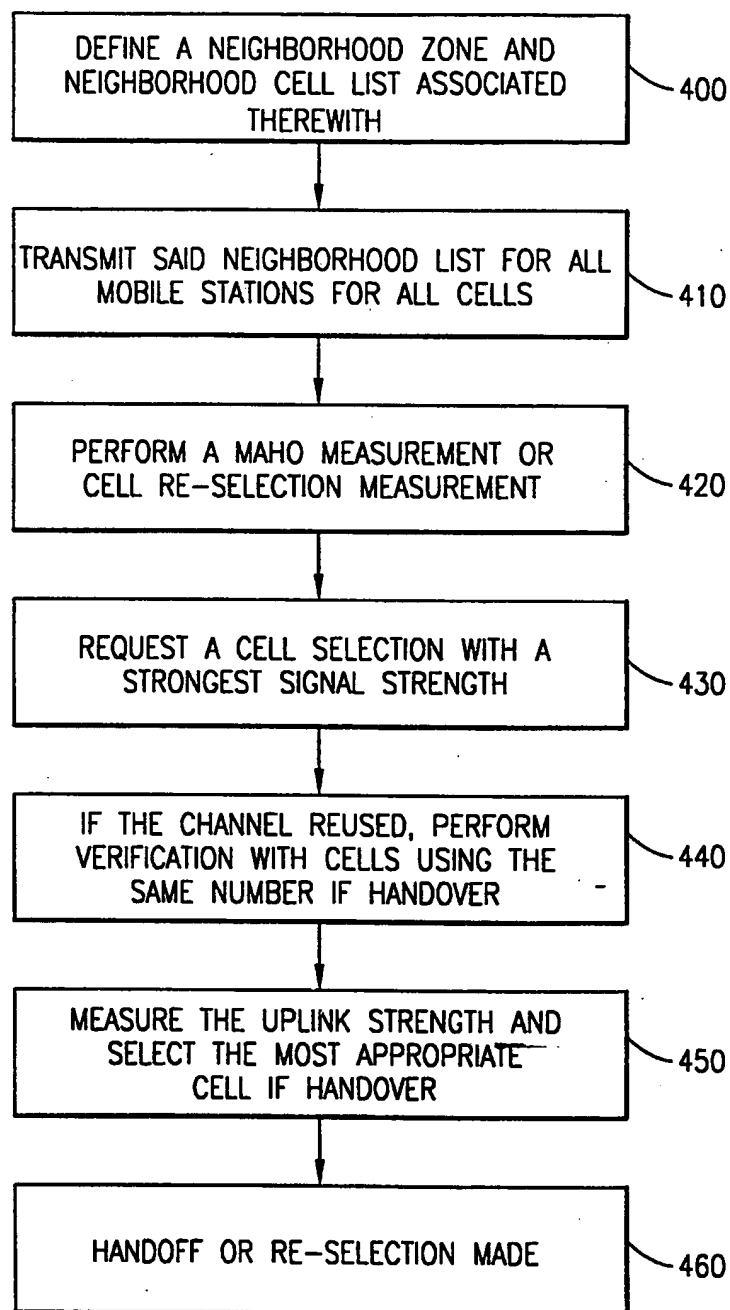 DEFINE A NEIGHBORHOOD ZONE AND
NEIGHBORHOOD CELL LIST ASSOCIATED
THEREWITH
400
TRANSMIT SAID NEIGHBORHOOD LIST FOR ALL
MOBILE STATIONS FOR ALL CELLS
410
PERFORM A MAHO MEASUREMENT OR
CELL RE-SELECTION MEASUREMENT
420
REQUEST A CELL SELECTION WITH A
STRONGEST SIGNAL STRENGTH
430
IF THE CHANNEL REUSED, PERFORM
VERIFICATION WITH CELLS USING THE
SAME NUMBER IF HANDOVER
440
MEASURE THE UPLINK STRENGTH AND
SELECT THE MOST APPROPRIATE
CELL IF HANDOVER
450
HANDOFF OR RE-SELECTION MADE
460